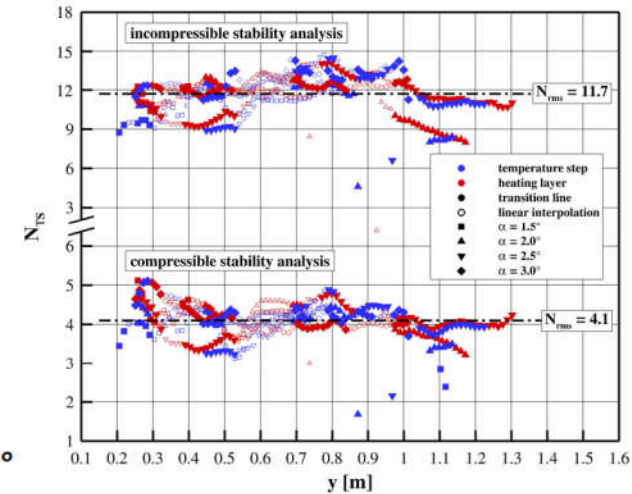 18
incompressible stability analysis
15
12
N_rms = 11.7
9
6
temperature step
heating layer
transition line
linear interpolation
α = 1.5°
α = 2.0°
α = 2.5°
α = 3.0°
3
N_TS
6
compressible stability analysis
5
4
N_rms = 4.1
3
2
1
0.1 0.2 0.3 0.4 0.5 0.6 0.7 0.8 0.9 1 1.1 1.2 1.3 1.4 1.5 1.6
y [m]